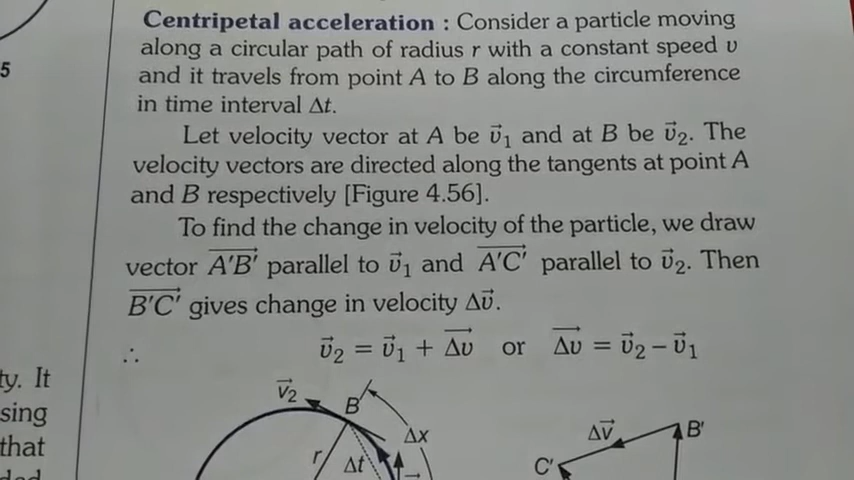 Centripetal acceleration : Consider a particle moving
along a circular path of radius r with a constant speed υ
and it travels from point A to B along the circumference
in time interval Δt.
5
Let velocity vector at A be υ⃗₁ and at B be υ⃗₂. The
velocity vectors are directed along the tangents at point A
and B respectively [Figure 4.56].
To find the change in velocity of the particle, we draw
vector A′B′⃗ parallel to υ⃗₁ and A′C′⃗ parallel to υ⃗₂. Then
B′C′⃗ gives change in velocity Δυ⃗.
∴ υ⃗₂ = υ⃗₁ + Δυ⃗ or Δυ⃗ = υ⃗₂ – υ⃗₁
ty. It
sing
that
v⃗₂
B
Δx
r
Δt
Δv⃗
B′
C′